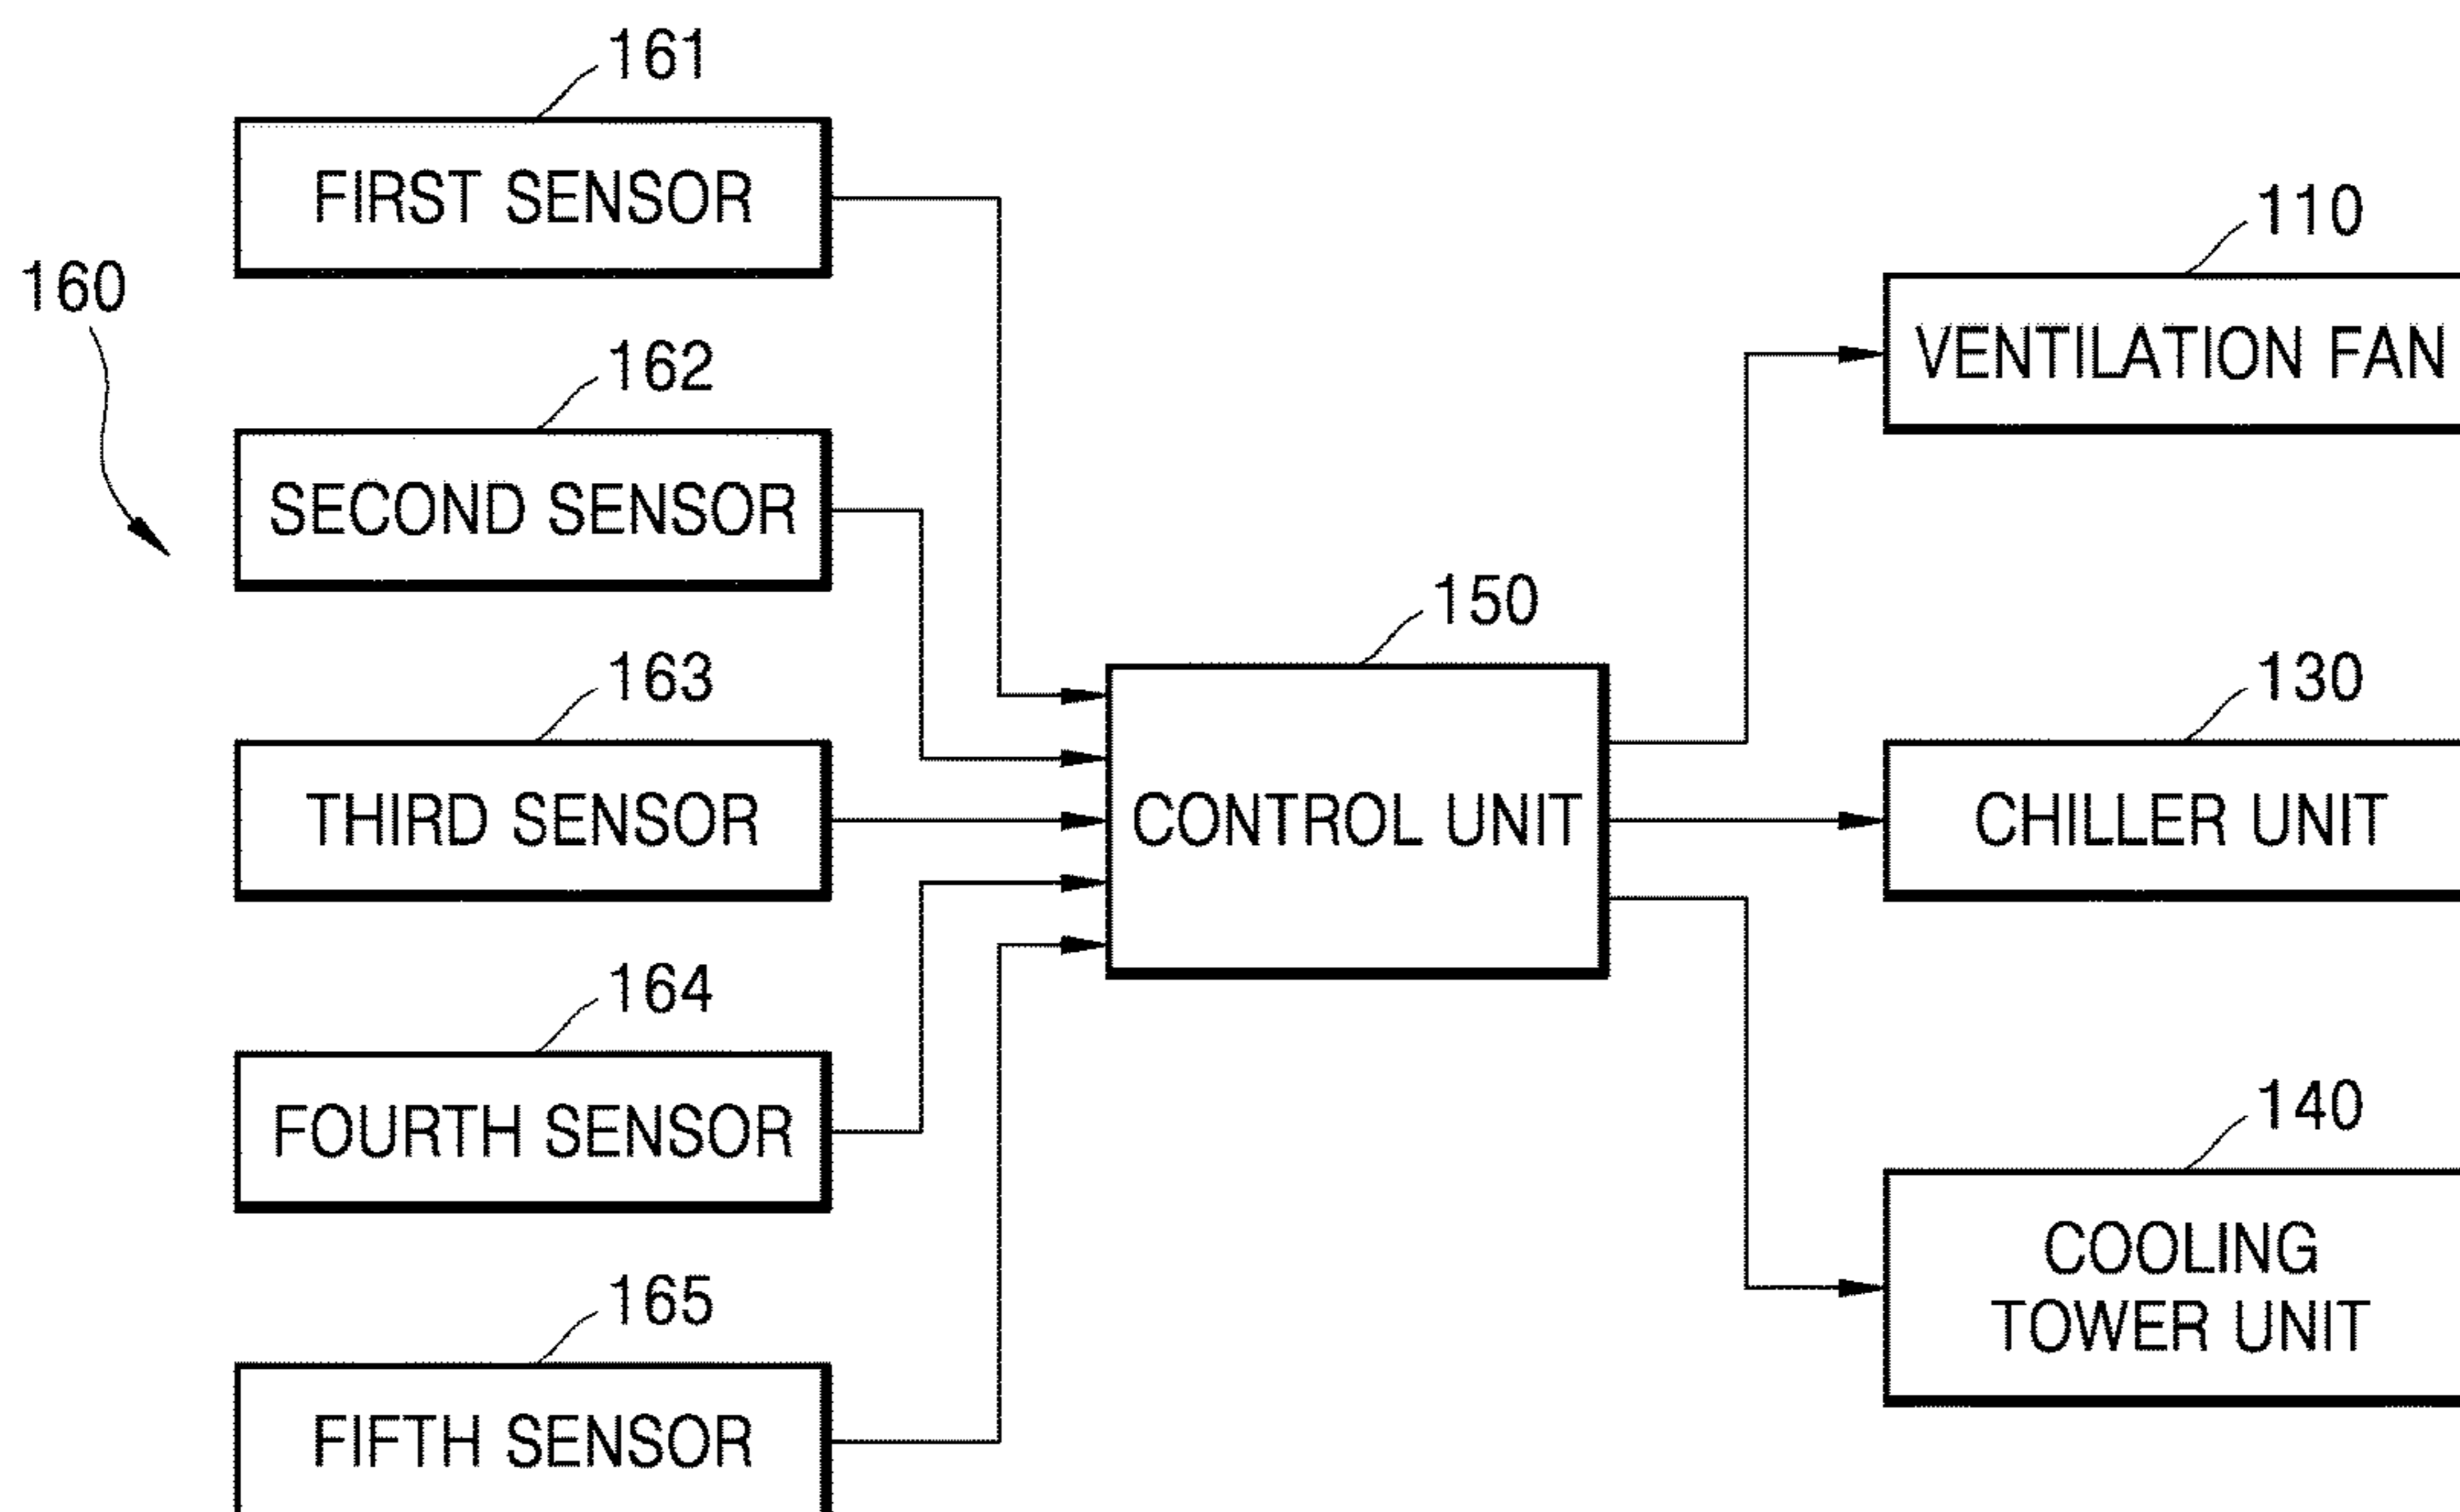 161
FIRST SENSOR
160
162
SECOND SENSOR
163
THIRD SENSOR
164
FOURTH SENSOR
165
FIFTH SENSOR
150
CONTROL UNIT
110
VENTILATION FAN
130
CHILLER UNIT
140
COOLING
TOWER UNIT